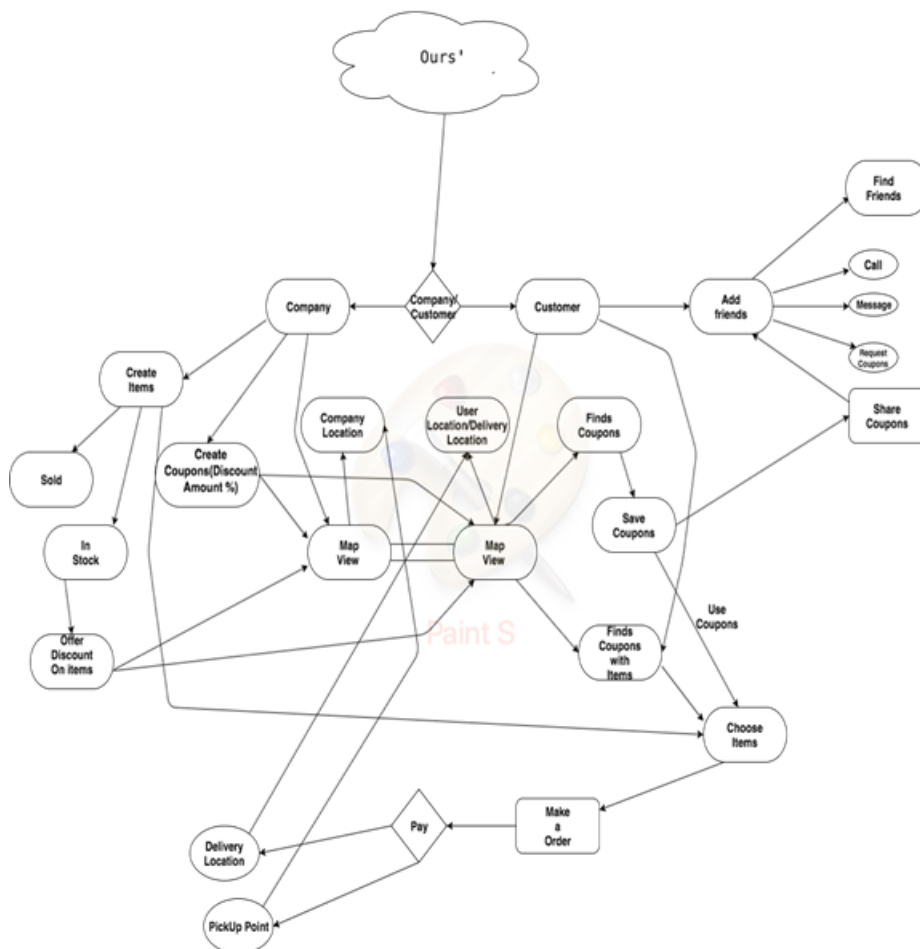 Ours'
Find
Friends
Call
Message
Request
Coupons
Add
friends
Company
Company/
Customer
Customer
Create
Items
Company
Location
User
Location/Delivery
Location
Finds
Coupons
Share
Coupons
Sold
Create
Coupons(Discount
Amount %)
Save
Coupons
In
Stock
Map
View
Map
View
Use
Coupons
Paint S
Offer
Discount
On items
Finds
Coupons
with
Items
Choose
Items
Make
a
Order
Pay
Delivery
Location
PickUp Point